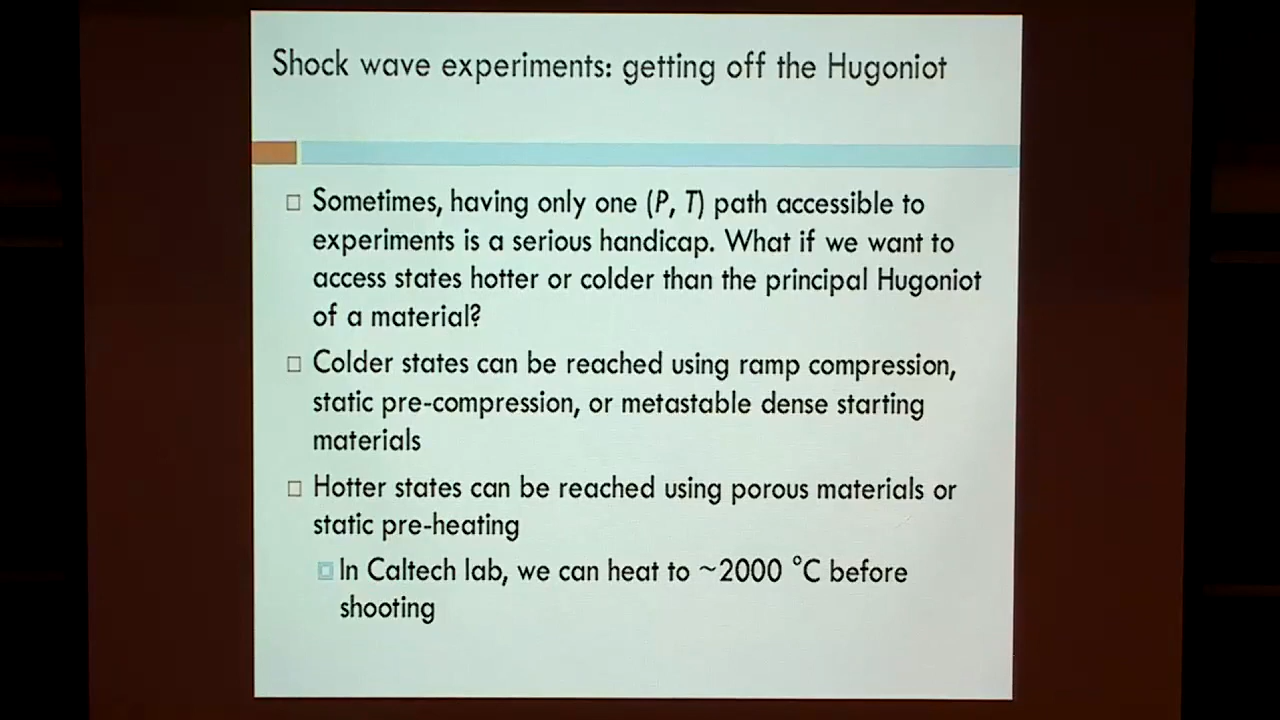 Shock wave experiments: getting off the Hugoniot
Sometimes, having only one (P, T) path accessible to
experiments is a serious handicap. What if we want to
access states hotter or colder than the principal Hugoniot
of a material?
Colder states can be reached using ramp compression,
static pre-compression, or metastable dense starting
materials
Hotter states can be reached using porous materials or
static pre-heating
In Caltech lab, we can heat to ~2000 °C before
shooting